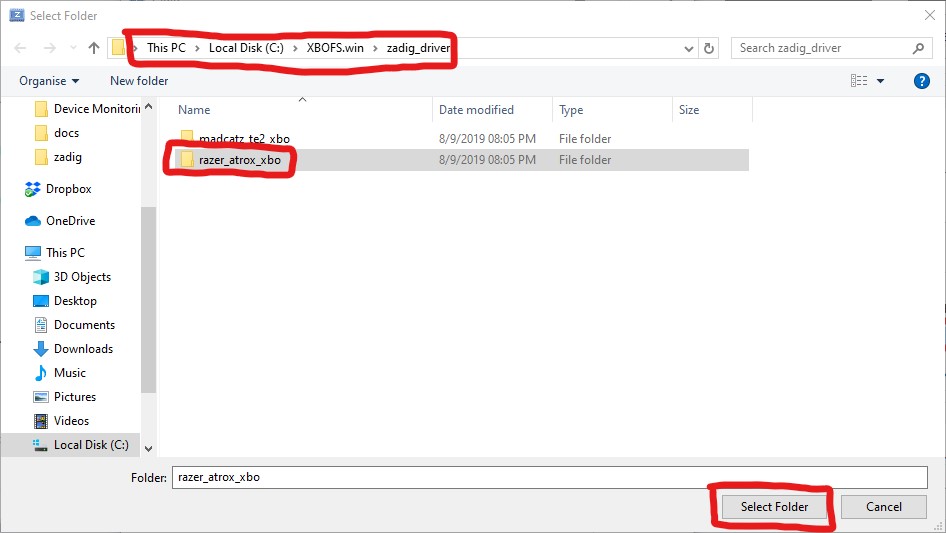 Select Folder
This PC > Local Disk (C:) > XBOFS.win > zadig_driver
Search zadig_driver
Organise New folder
Name Date modified Type Size
madcatz_te2_xbo 8/9/2019 08:05 PM File folder
razer_atrox_xbo 8/9/2019 08:05 PM File folder
Device Monitorin
docs
zadig
Dropbox
OneDrive
This PC
3D Objects
Desktop
Documents
Downloads
Music
Pictures
Videos
Local Disk (C:)
Folder: razer_atrox_xbo
Select Folder Cancel